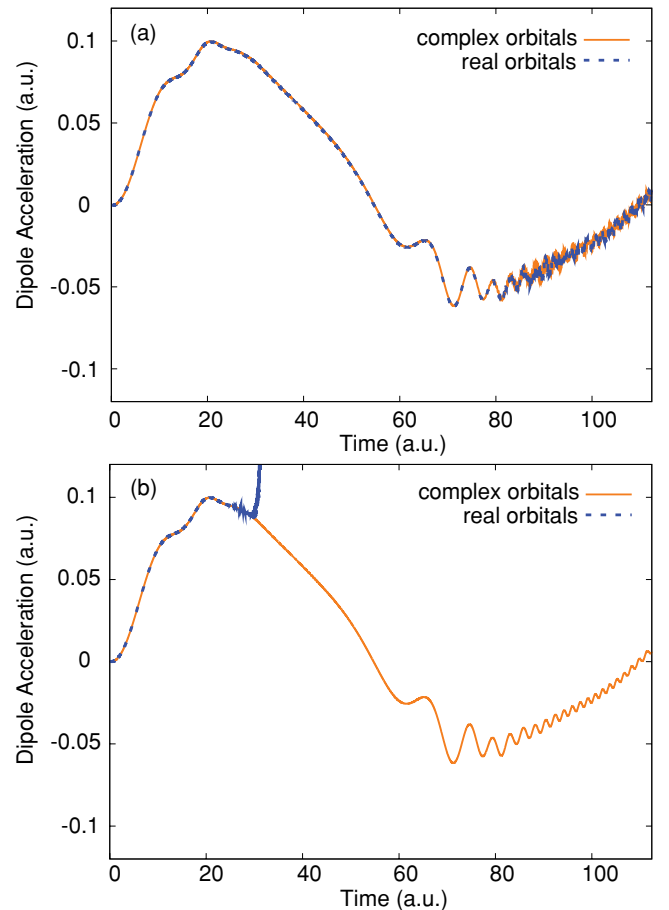 (a)
complex orbitals
real orbitals
Dipole Acceleration (a.u.)
0.1
0.05
0
-0.05
-0.1
0 20 40 60 80 100
Time (a.u.)
(b)
complex orbitals
real orbitals
Dipole Acceleration (a.u.)
0.1
0.05
0
-0.05
-0.1
0 20 40 60 80 100
Time (a.u.)